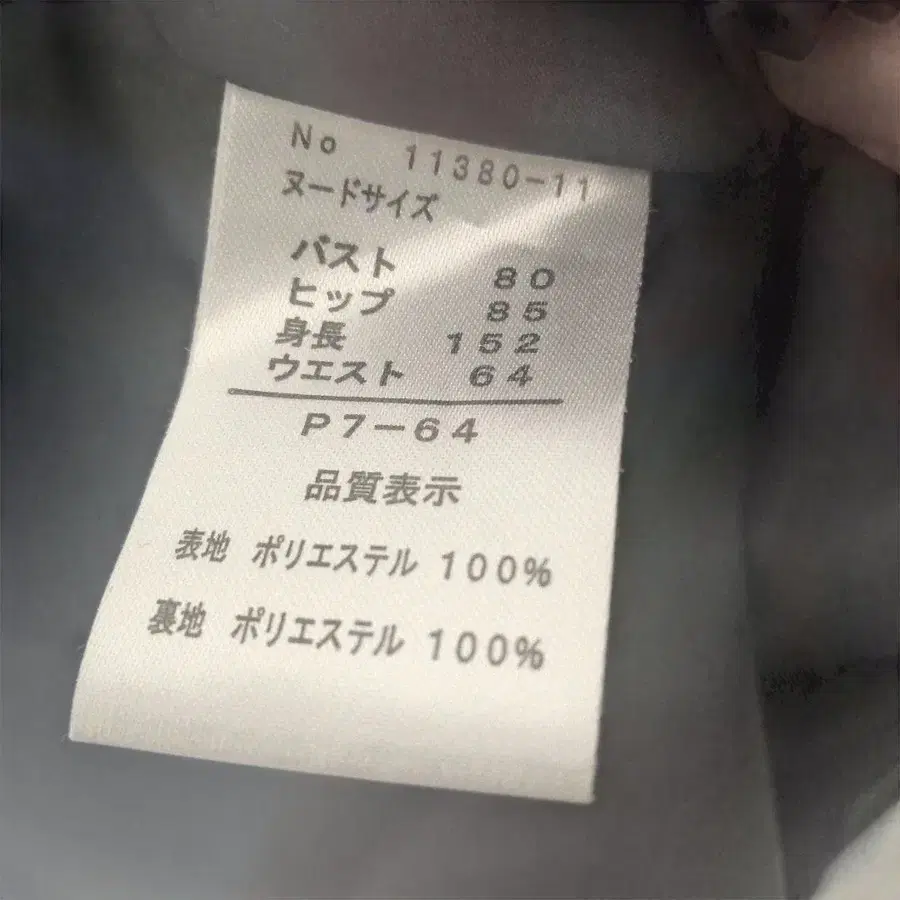 No 11380-11
ヌードサイズ
バスト 80
ヒップ 85
身長 152
ウエスト 64
P7-64
品質表示
表地 ポリエステル 100%
裏地 ポリエステル 100%